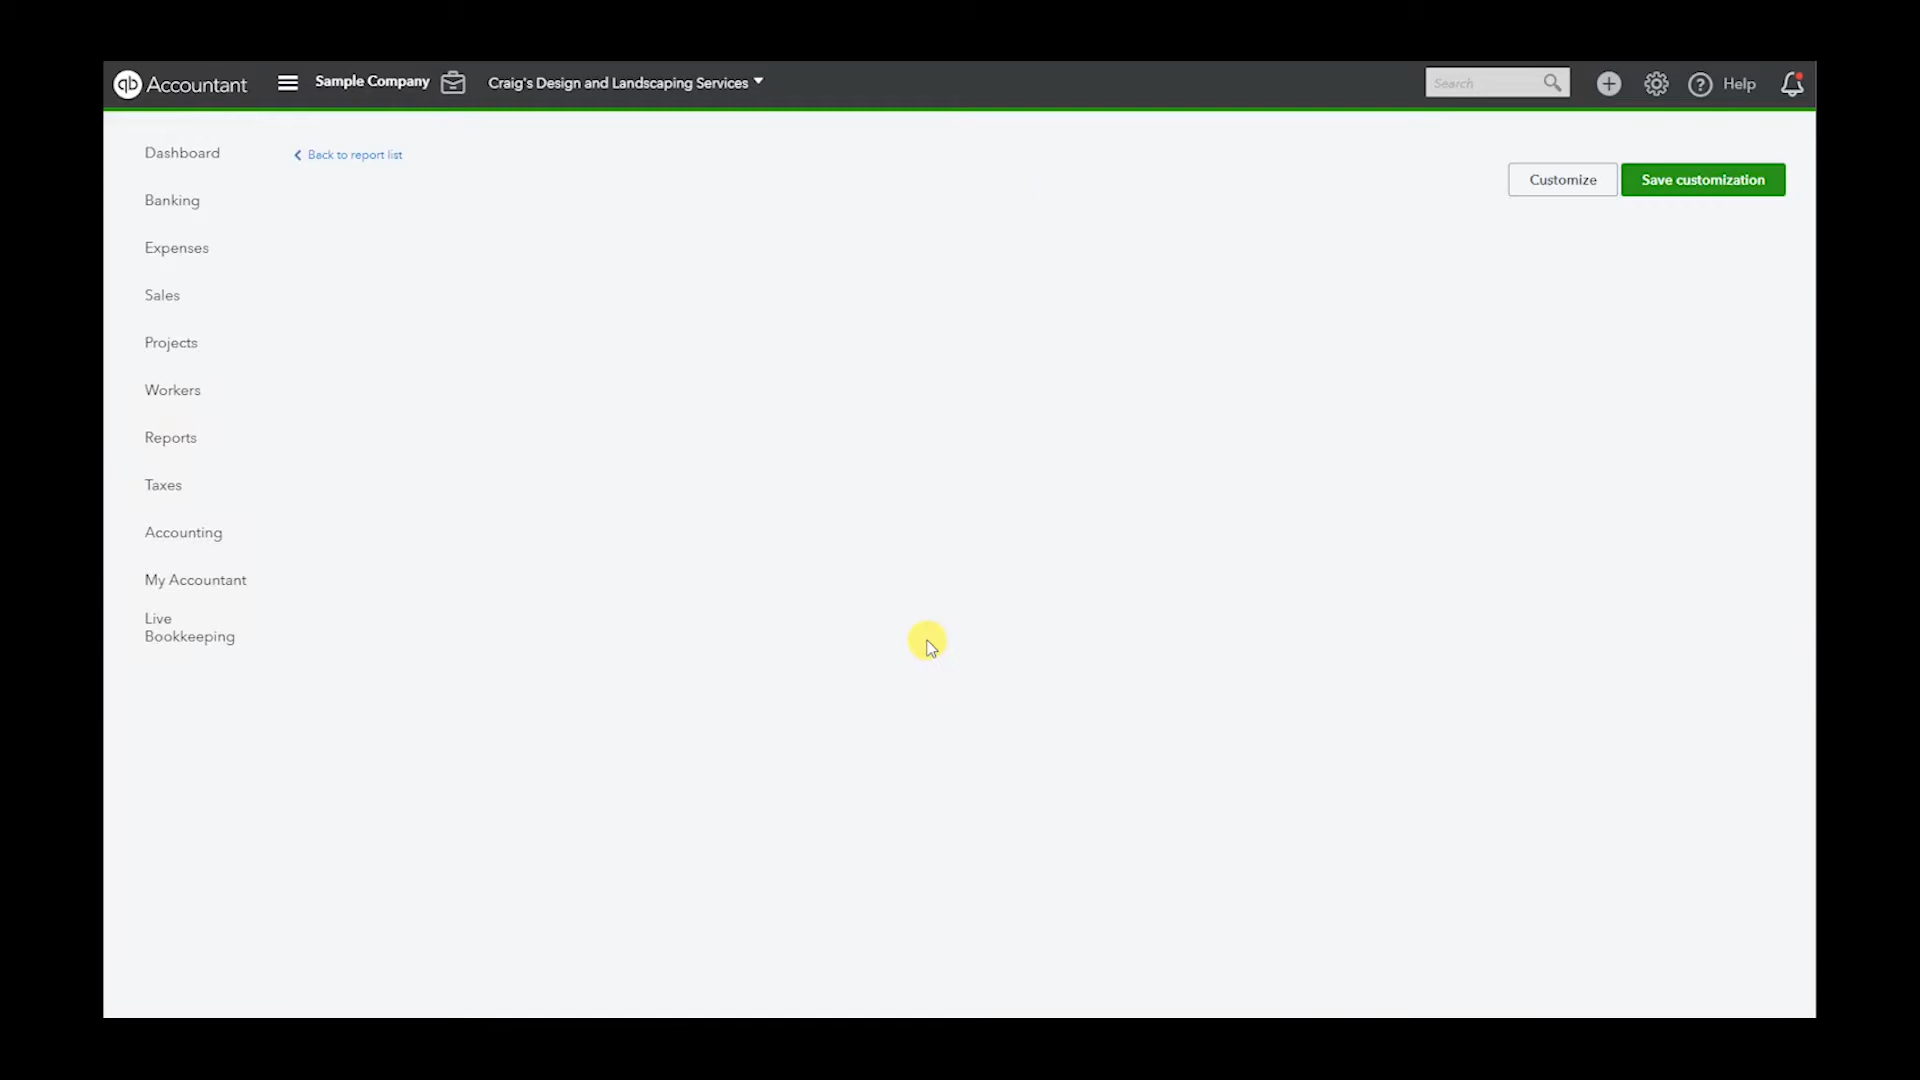 qb Accountant
Sample Company
Craig's Design and Landscaping Services
Search
Help
Dashboard
Back to report list
Customize
Save customization
Banking
Expenses
Sales
Projects
Workers
Reports
Taxes
Accounting
My Accountant
Live
Bookkeeping